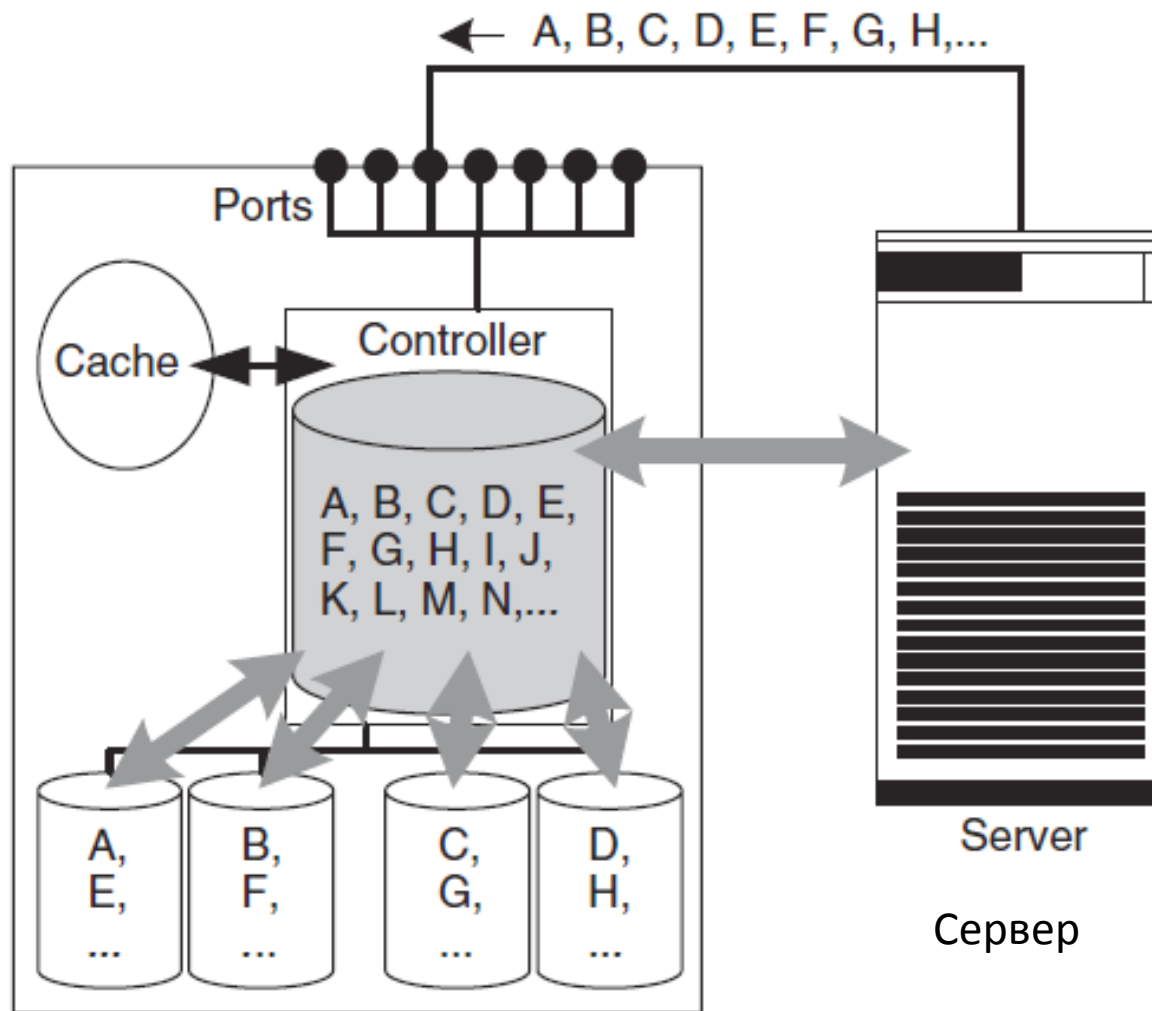 A, B, C, D, E, F, G, H,...
Ports
Cache
Controller
A, B, C, D, E,
F, G, H, I, J,
K, L, M, N,...
A,
E,
...
B,
F,
...
C,
G,
...
D,
H,
...
Server
Сервер